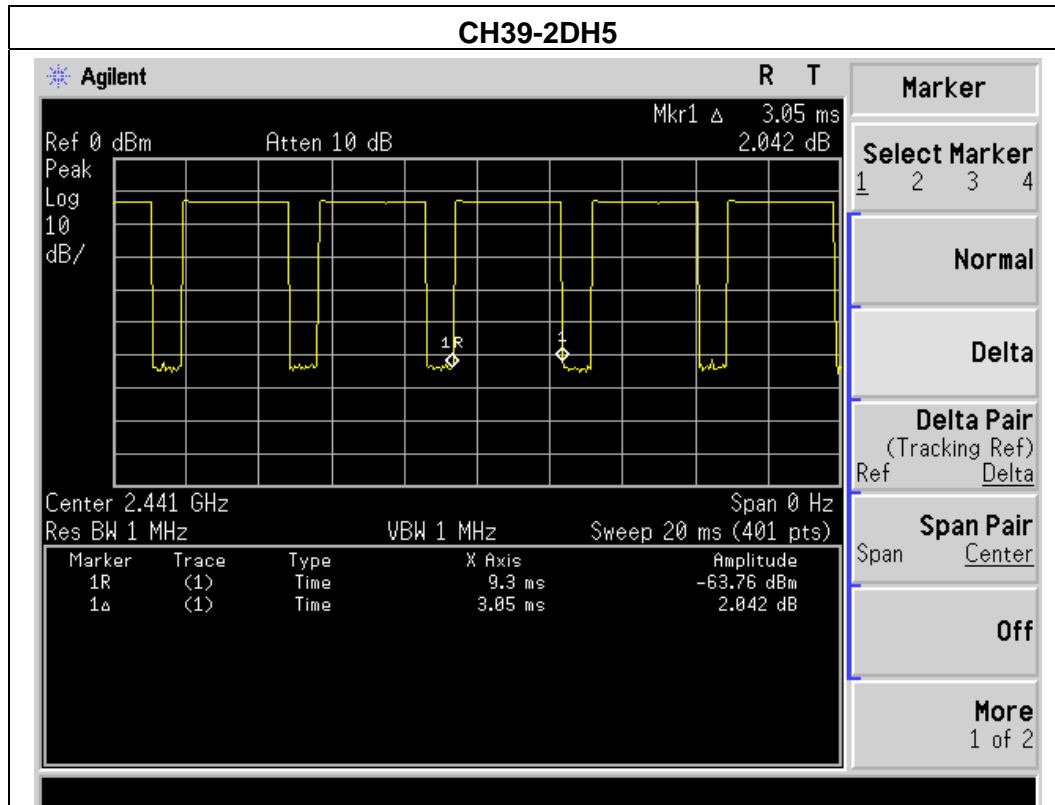 CH39-2DH5
Agilent
R T
Mkr1 Δ 3.05 ms
Ref 0 dBm Atten 10 dB 2.042 dB
Peak
Log
10
dB/
1R
1
Center 2.441 GHz Span 0 Hz
Res BW 1 MHz VBW 1 MHz Sweep 20 ms (401 pts)
Marker Trace Type X Axis Amplitude
1R (1) Time 9.3 ms -63.76 dBm
1Δ (1) Time 3.05 ms 2.042 dB
Marker
Select Marker
1 2 3 4
Normal
Delta
Delta Pair
(Tracking Ref)
Ref Delta
Span Pair
Span Center
Off
More
1 of 2